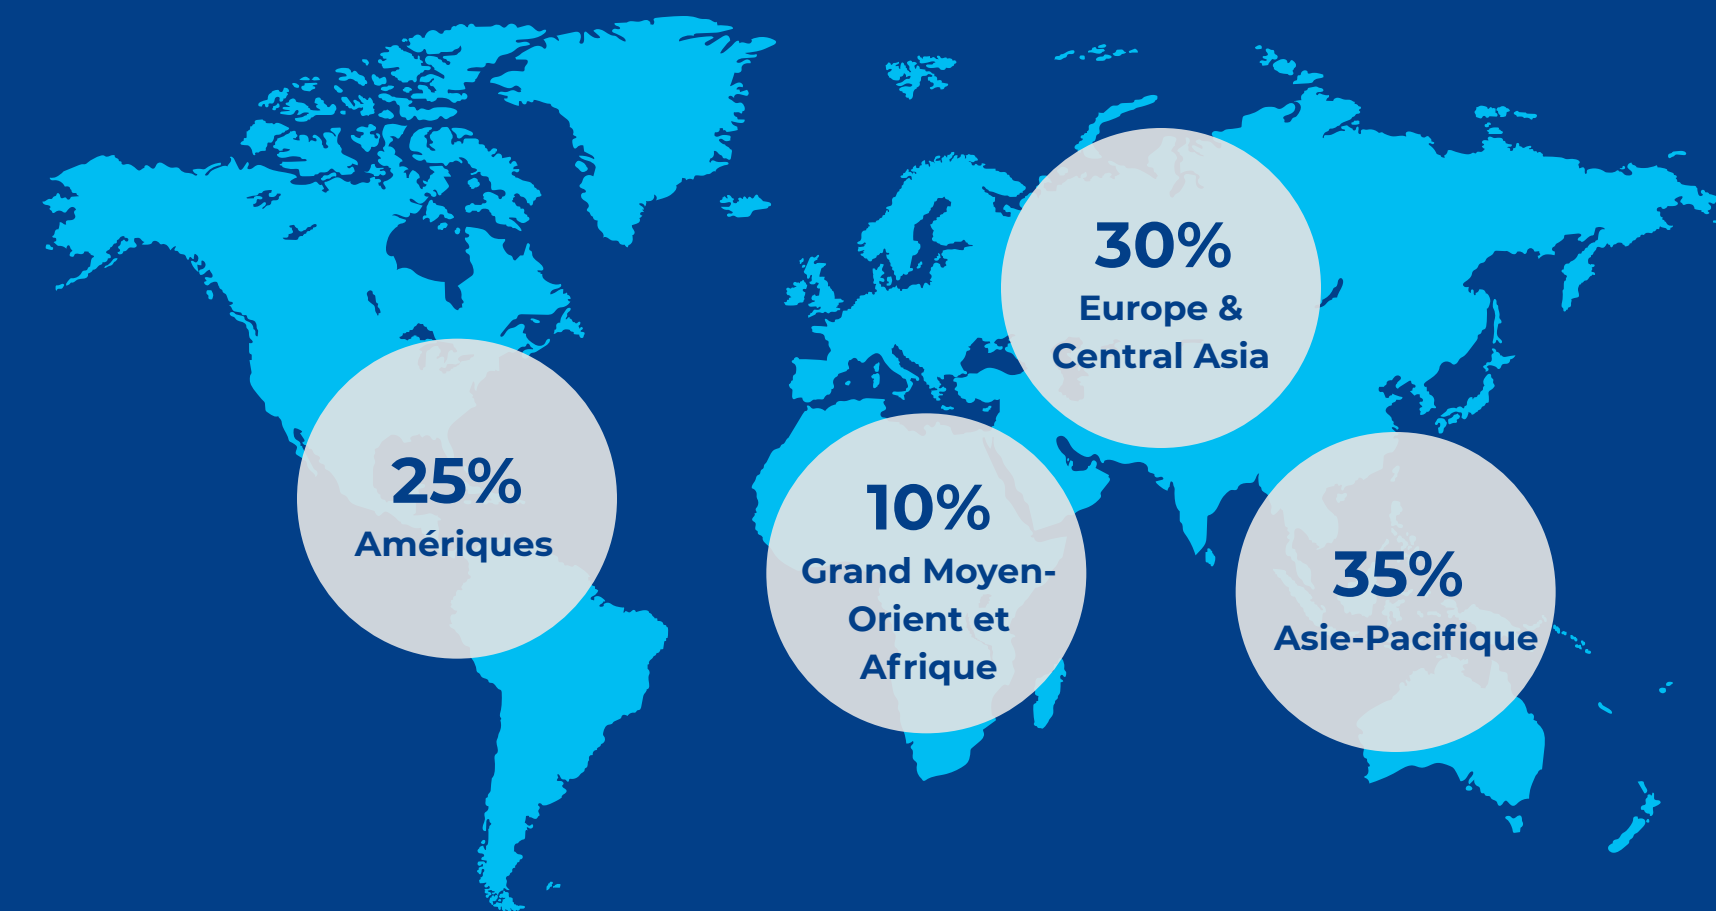 30%
Europe &
Central Asia
25%
Amériques
10%
Grand Moyen-
Orient et
Afrique
35%
Asie-Pacifique